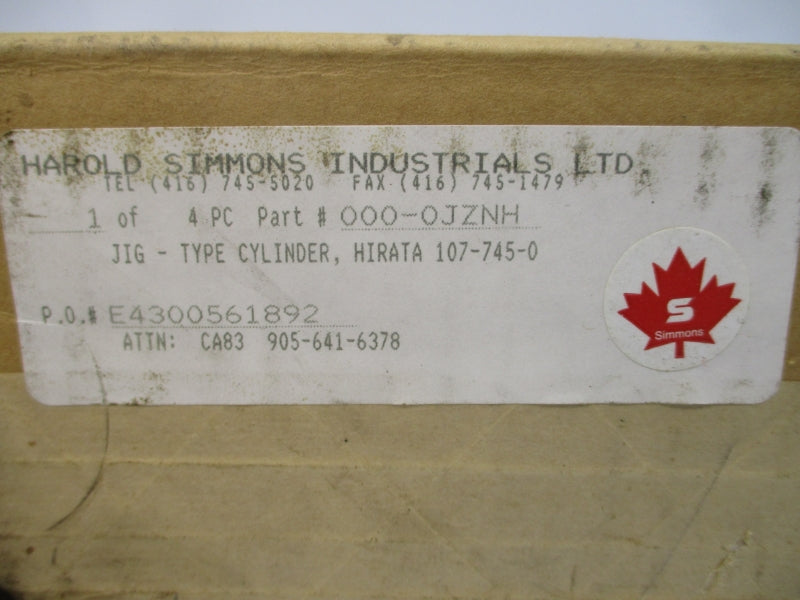 HAROLD SIMMONS INDUSTRIALS LTD.
TEL (416) 745-5020 FAX (416) 745-1479
1 of 4 PC Part # 000-0JZNH
JIG - TYPE CYLINDER, HIRATA 107-745-0
P.O.# E4300561892
ATTN: CA83 905-641-6378
S
Simmons